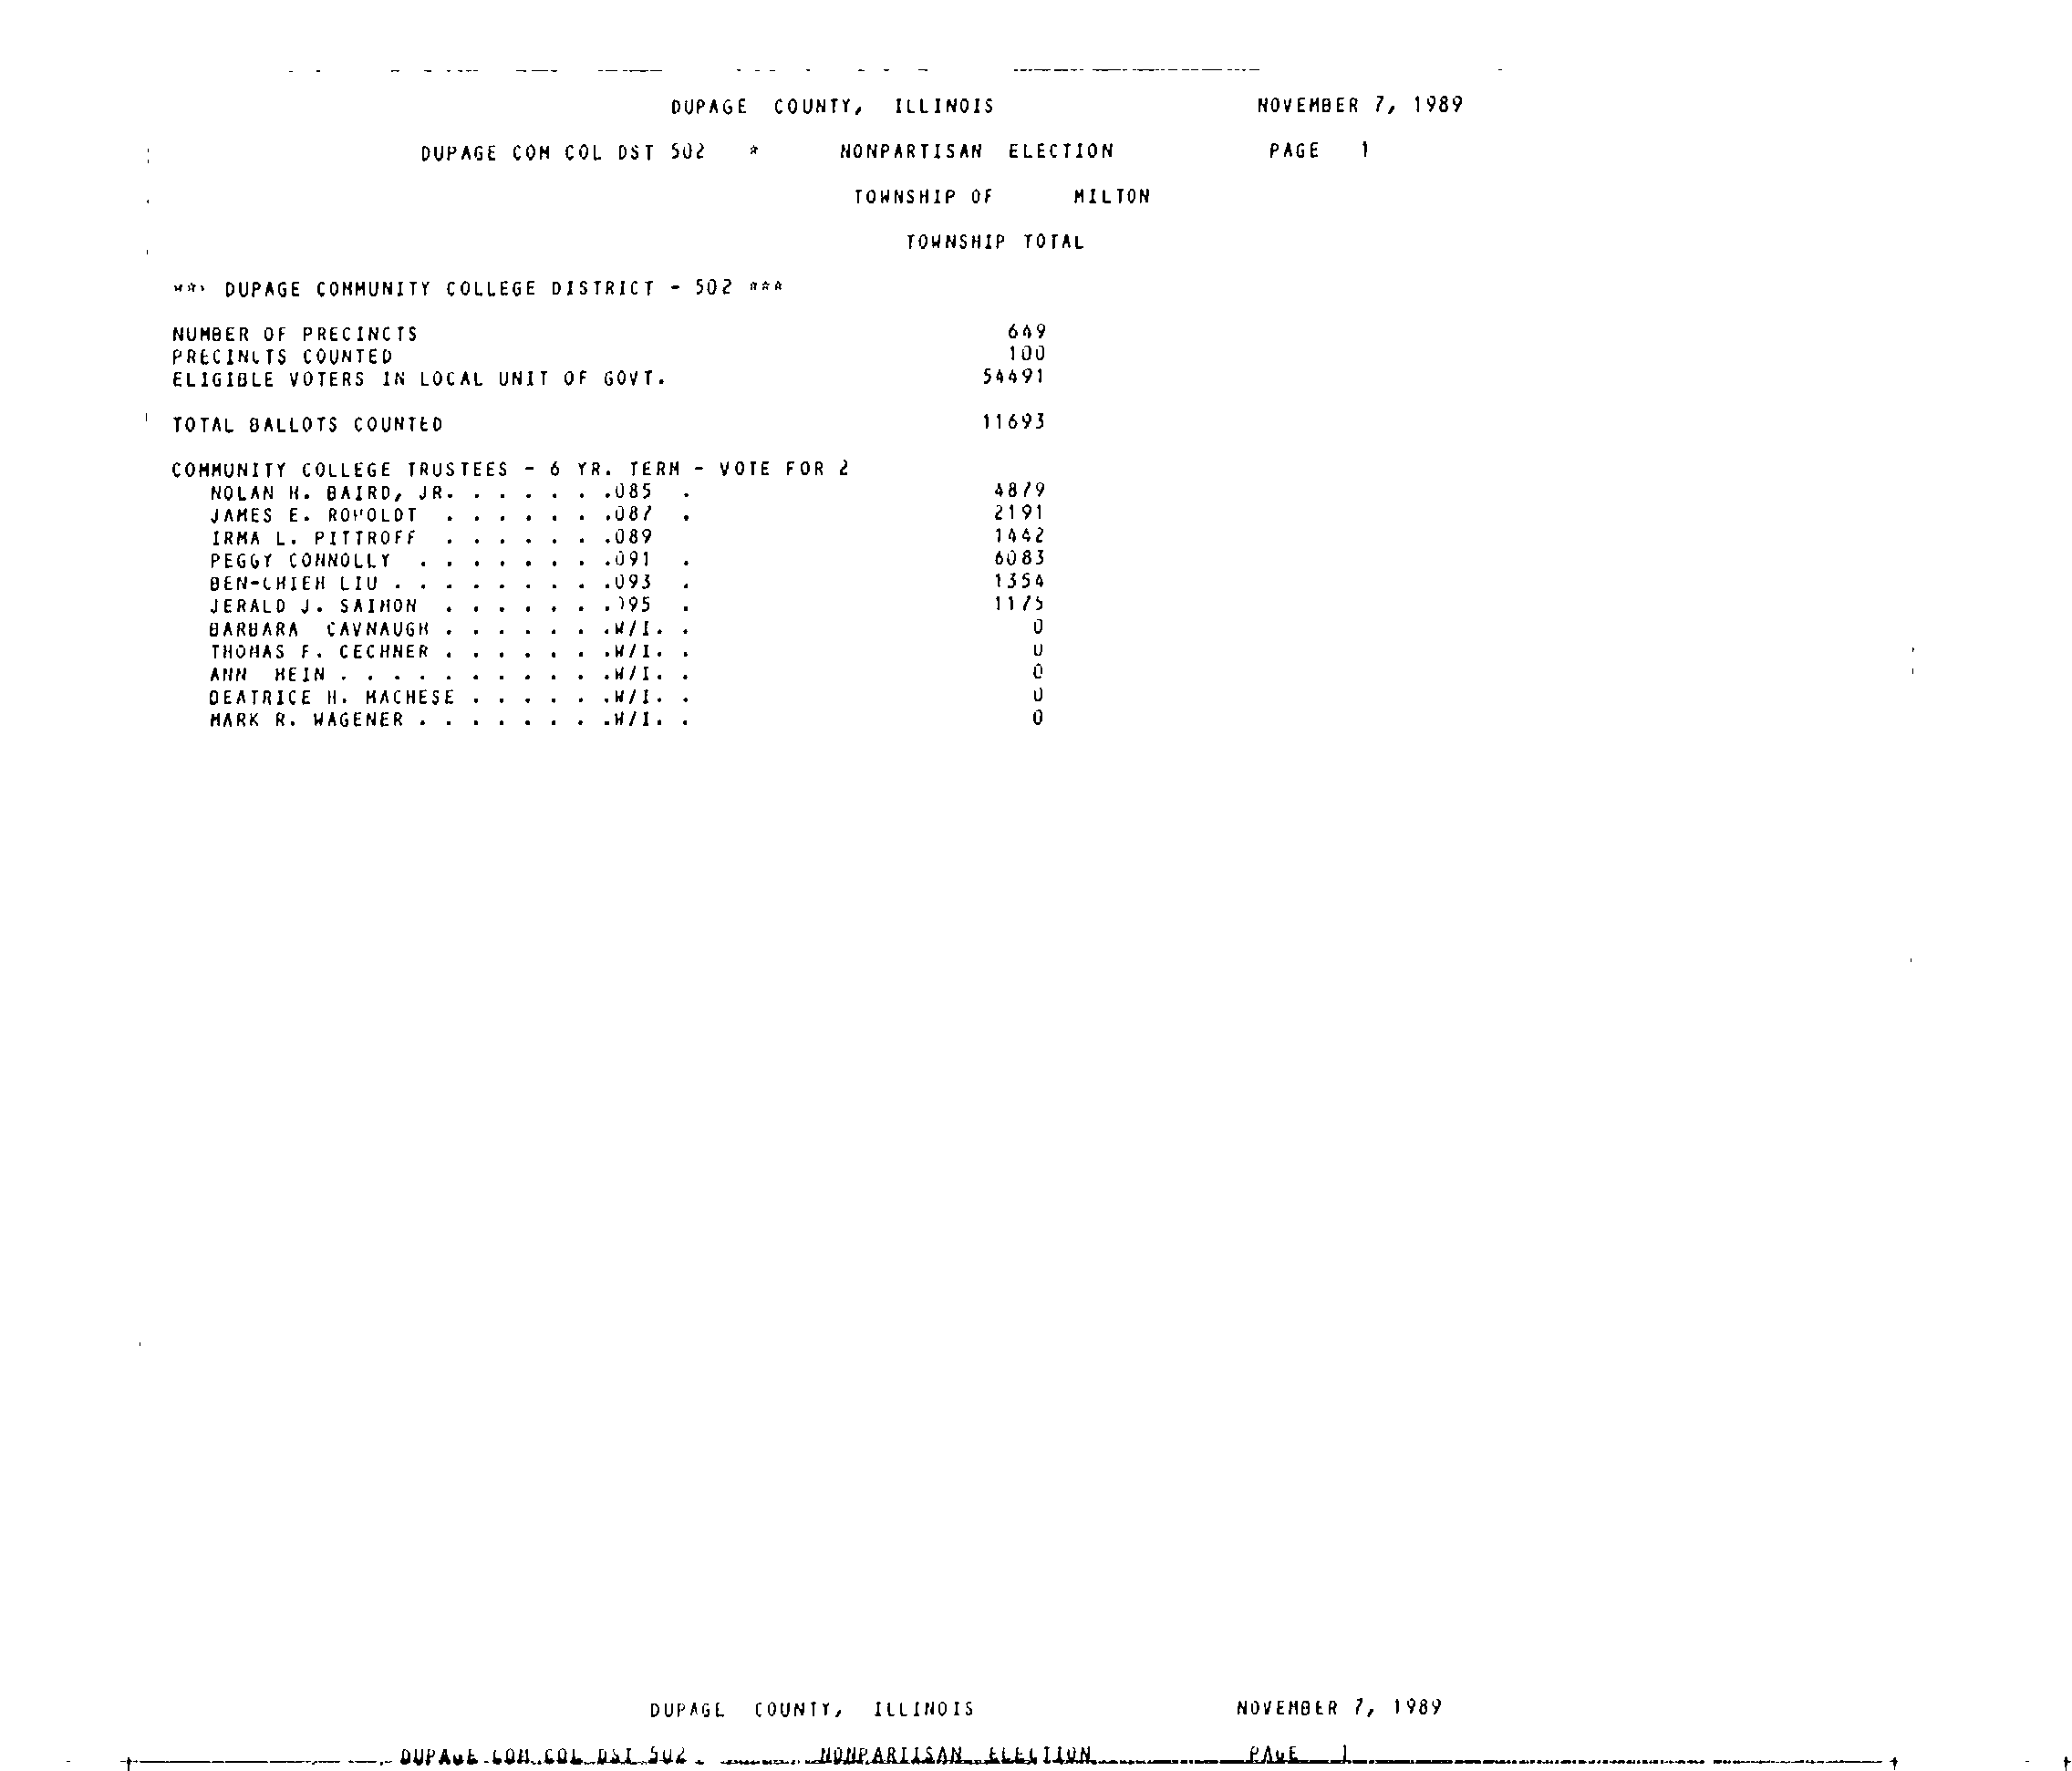 DUPAGE COUNTY, ILLINOIS NOVEMBER 7, 1989
DUPAGE COM COL DST 502 * NONPARTISAN ELECTION PAGE 1
TOWNSHIP OF MILTON
TOWNSHIP TOTAL
*** DUPAGE COMMUNITY COLLEGE DISTRICT - 502 ***
NUMBER OF PRECINCTS 649
PRECINCTS COUNTED 100
ELIGIBLE VOTERS IN LOCAL UNIT OF GOVT. 54491
TOTAL BALLOTS COUNTED 11693
COMMUNITY COLLEGE TRUSTEES - 6 YR. TERM - VOTE FOR 2
NOLAN H. BAIRD, JR. . . . . . .085 . 4879
JAMES E. . . . . . . .087 . 2191
IRMA L. PITTROFF . . . . . . .089 1442
PEGGY CONNOLLY . . . . . . . .091 . 6083
BEN-CHIEH LIU . . . . . . . . .093 . 1354
JERALD J. SAIMON . . . . . . .095 . 1175
BARBARA CAVNAUGH . . . . . . .W/I. . 0
THOMAS F. CECHNER . . . . . . .W/I. . 0
ANN HEIN . . . . . . . . . . .W/I. . 0
BEATRICE H. MACHESE . . . . . .W/I. . 0
MARK R. WAGENER . . . . . . . .W/I. . 0
DUPAGE COUNTY, ILLINOIS NOVEMBER 7, 1989
DUPAGE COM COL DST 502 NONPARTISAN ELECTION PAGE 1